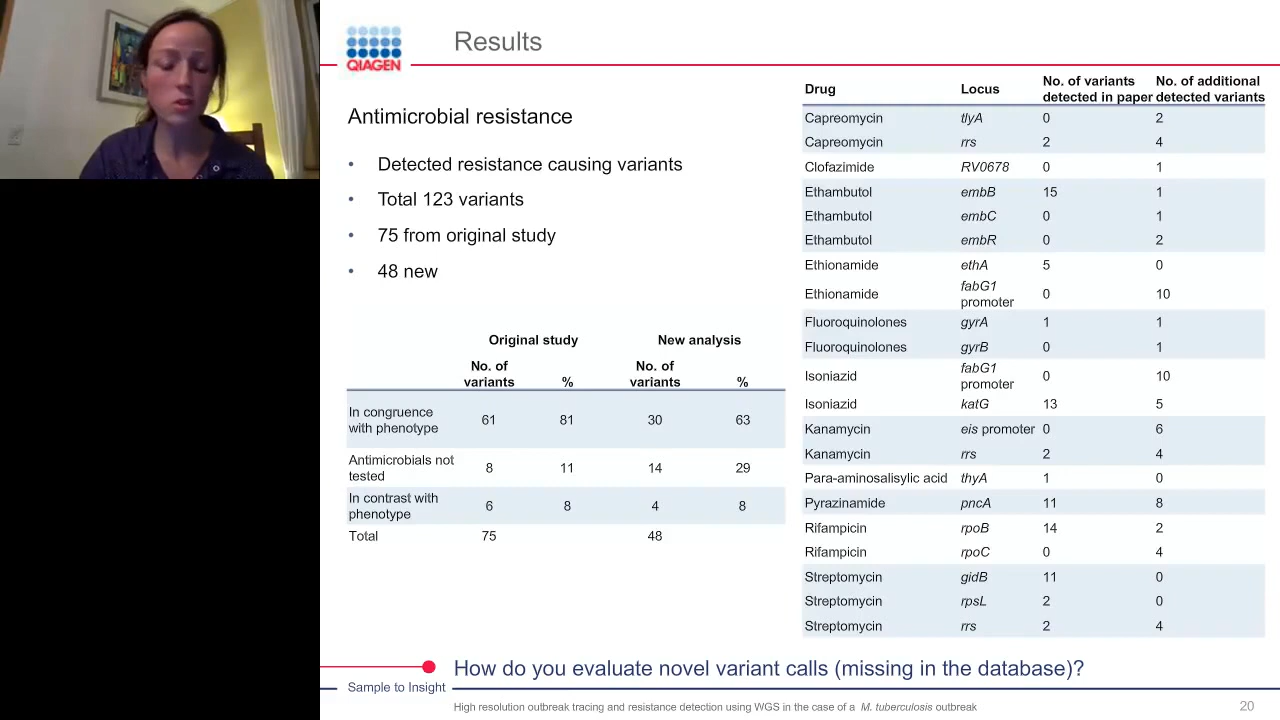 QIAGEN
Results
Antimicrobial resistance
• Detected resistance causing variants
• Total 123 variants
• 75 from original study
• 48 new
Original study New analysis
No. of variants % No. of variants %
In congruence with phenotype 61 81 30 63
Antimicrobials not tested 8 11 14 29
In contrast with phenotype 6 8 4 8
Total 75 48
Drug Locus No. of variants detected in paper No. of additional detected variants
Capreomycin tlyA 0 2
Capreomycin rrs 2 4
Clofazimide RV0678 0 1
Ethambutol embB 15 1
Ethambutol embC 0 1
Ethambutol embR 0 2
Ethionamide ethA 5 0
Ethionamide fabG1 promoter 0 10
Fluoroquinolones gyrA 1 1
Fluoroquinolones gyrB 0 1
Isoniazid fabG1 promoter 0 10
Isoniazid katG 13 5
Kanamycin eis promoter 0 6
Kanamycin rrs 2 4
Para-aminosalisylic acid thyA 1 0
Pyrazinamide pncA 11 8
Rifampicin rpoB 14 2
Rifampicin rpoC 0 4
Streptomycin gidB 11 0
Streptomycin rpsL 2 0
Streptomycin rrs 2 4
How do you evaluate novel variant calls (missing in the database)?
Sample to Insight
High resolution outbreak tracing and resistance detection using WGS in the case of a M. tuberculosis outbreak
20